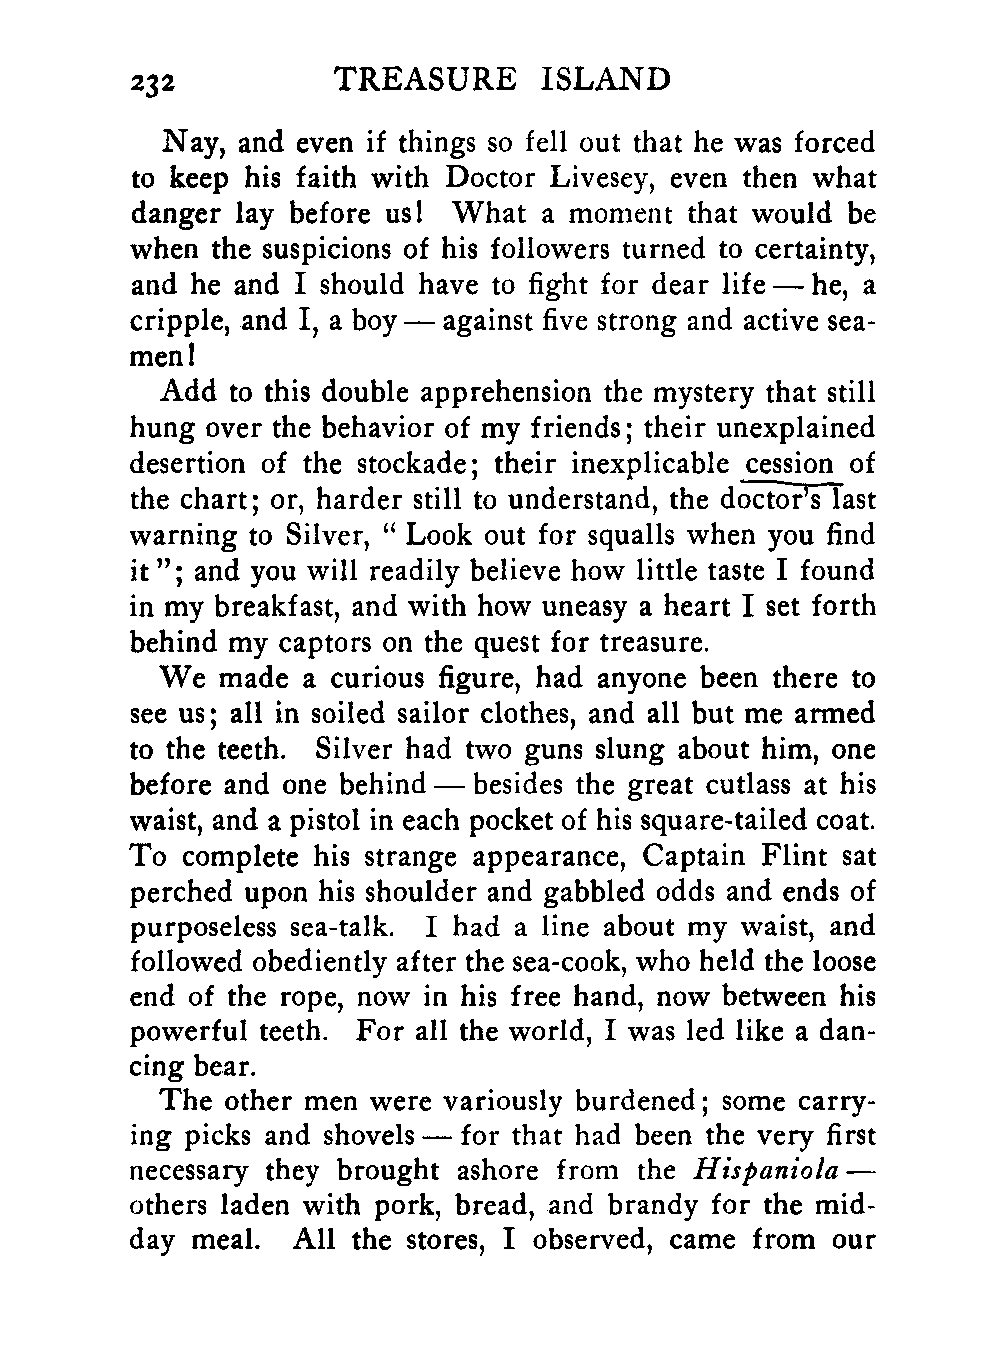 232 TREASURE ISLAND
Nay, and even if things so fell out that he was forced
to keep his faith with Doctor Livesey, even then what
danger lay before us! What a moment that would be
when the suspicions of his followers turned to certainty,
and he and I should have to fight for dear life — he, a
cripple, and I, a boy — against five strong and active sea-
men!
Add to this double apprehension the mystery that still
hung over the behavior of my friends; their unexplained
desertion of the stockade; their inexplicable cession of
the chart; or, harder still to understand, the doctor's last
warning to Silver, “ Look out for squalls when you find
it ”; and you will readily believe how little taste I found
in my breakfast, and with how uneasy a heart I set forth
behind my captors on the quest for treasure.
We made a curious figure, had anyone been there to
see us; all in soiled sailor clothes, and all but me armed
to the teeth. Silver had two guns slung about him, one
before and one behind — besides the great cutlass at his
waist, and a pistol in each pocket of his square-tailed coat.
To complete his strange appearance, Captain Flint sat
perched upon his shoulder and gabbled odds and ends of
purposeless sea-talk. I had a line about my waist, and
followed obediently after the sea-cook, who held the loose
end of the rope, now in his free hand, now between his
powerful teeth. For all the world, I was led like a dan-
cing bear.
The other men were variously burdened; some carry-
ing picks and shovels — for that had been the very first
necessary they brought ashore from the Hispaniola —
others laden with pork, bread, and brandy for the mid-
day meal. All the stores, I observed, came from our